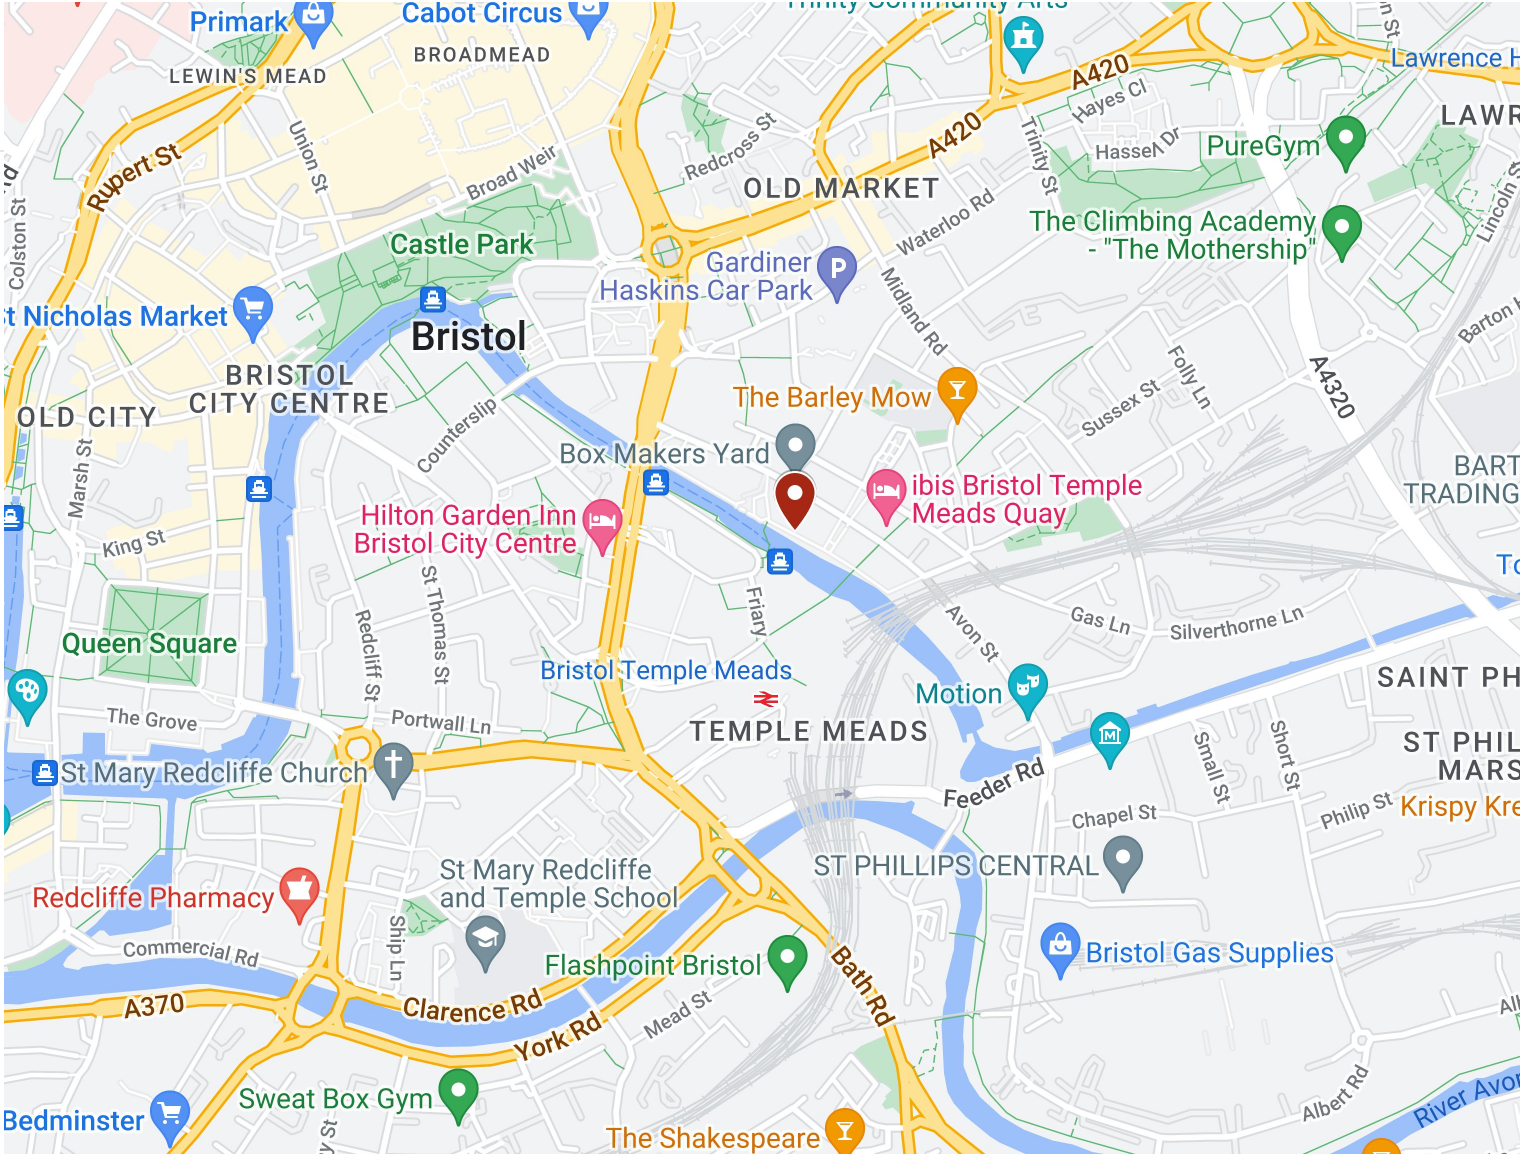 Trinity Community Arts
Primark
Cabot Circus
BROADMEAD
LEWIN'S MEAD
A420
Lawrence H
Hayes Cl
LAWR
Union St
Redcross St
A420
Trinity St
Hassell Dr
PureGym
Rupert St
Broad Weir
OLD MARKET
Lincoln St
Colston St
Castle Park
Waterloo Rd
The Climbing Academy
- "The Mothership"
Gardiner
Haskins Car Park
Midland Rd
t Nicholas Market
Bristol
Barton
BRISTOL
CITY CENTRE
OLD CITY
The Barley Mow
Folly Ln
Sussex St
A4320
Counterslip
Marsh St
Box Makers Yard
BART
TRADING
ibis Bristol Temple
Meads Quay
Hilton Garden Inn
Bristol City Centre
King St
St Thomas St
Redcliff St
Friary
Avon St
Gas Ln
Silverthorne Ln
Queen Square
Bristol Temple Meads
Motion
SAINT PH
The Grove
Portwall Ln
TEMPLE MEADS
Small St
Short St
ST PHIL
MARS
St Mary Redcliffe Church
Feeder Rd
Chapel St
Philip St
Krispy Kre
St Mary Redcliffe
and Temple School
ST PHILLIPS CENTRAL
Redcliffe Pharmacy
Ship Ln
Commercial Rd
Flashpoint Bristol
Bath Rd
Bristol Gas Supplies
A370
Clarence Rd
York Rd
Mead St
Alb
Albert Rd
River Avon
Sweat Box Gym
Bedminster
The Shakespeare